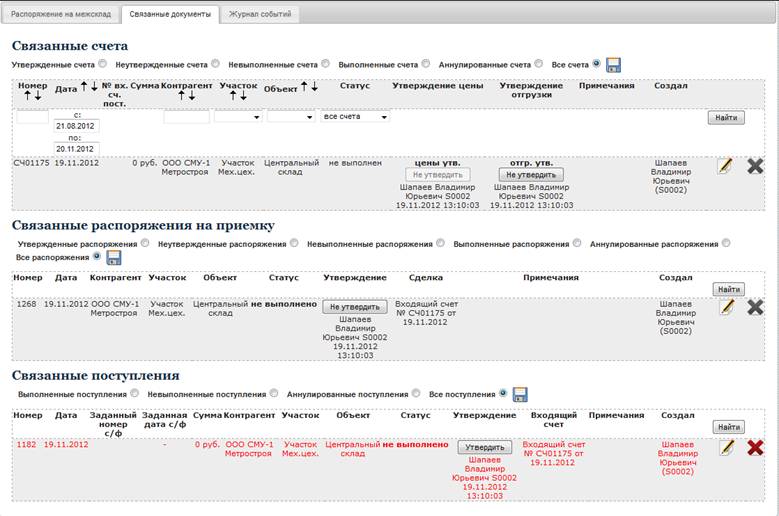 Распоряжение на межсклад Связанные документы Журнал событий
Связанные счета
Утвержденные счета Неутвержденные счета Невыполненные счета Выполненные счета Аннулированные счета Все счета
Номер Дата № вх. сч. пост. Сумма Контрагент Участок Объект Статус Утверждение цены Утверждение отгрузки Примечания Создал
с:
21.08.2012
по:
20.11.2012
все счета
Найти
СЧ01175 19.11.2012 0 руб. ООО СМУ-1 Метростроя Участок Мех.цех. Центральный склад не выполнен цены утв. отгр. утв. Шапаев Владимир Юрьевич (S0002)
Не утвердить Не утвердить
Шапаев Владимир Юрьевич S0002 19.11.2012 13:10:03 Шапаев Владимир Юрьевич S0002 19.11.2012 13:10:03
Связанные распоряжения на приемку
Утвержденные распоряжения Неутвержденные распоряжения Невыполненные распоряжения Выполненные распоряжения Аннулированные распоряжения
Все распоряжения
Номер Дата Контрагент Участок Объект Статус Утверждение Сделка Примечания Создал
Найти
1268 19.11.2012 ООО СМУ-1 Метростроя Участок Мех.цех. Центральный склад не выполнено Не утвердить Входящий счет № СЧ01175 от 19.11.2012 Шапаев Владимир Юрьевич (S0002)
Шапаев Владимир Юрьевич S0002 19.11.2012 13:10:03
Связанные поступления
Выполненные поступления Невыполненные поступления Аннулированные поступления Все поступления
Номер Дата Заданный номер с/ф Заданная дата с/ф Сумма Контрагент Участок Объект Статус Утверждение Входящий счет Примечания Создал
Найти
1182 19.11.2012 - 0 руб. ООО СМУ-1 Метростроя Участок Мех.цех. Центральный склад не выполнено Утвердить Входящий счет № СЧ01175 от 19.11.2012 Шапаев Владимир Юрьевич (S0002)
Шапаев Владимир Юрьевич S0002 19.11.2012 13:10:03